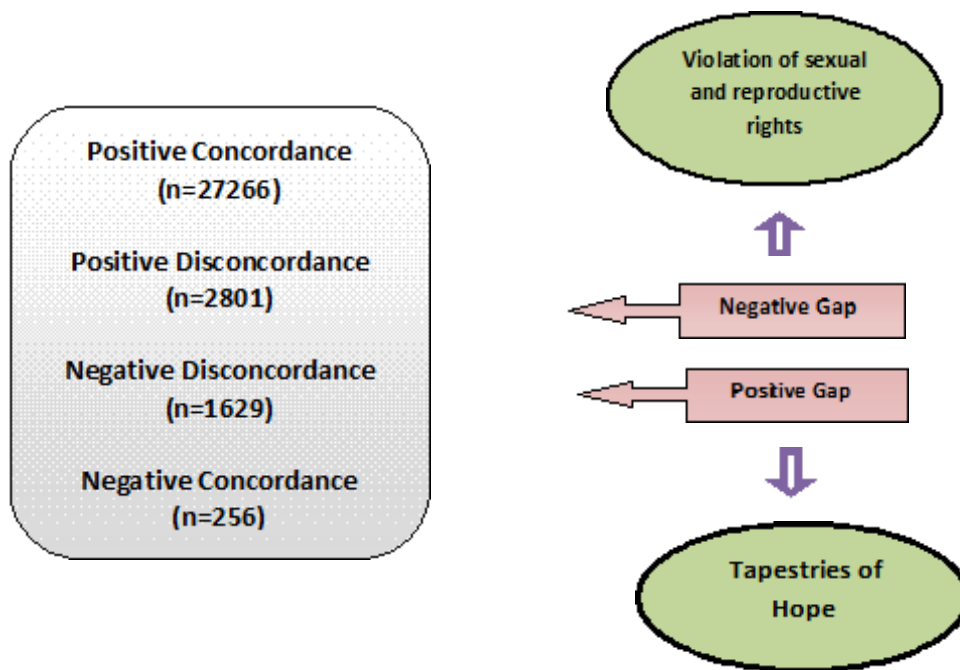 Positive Concordance
(n=27266)
Positive Disconcordance
(n=2801)
Negative Disconcordance
(n=1629)
Negative Concordance
(n=256)
Violation of sexual
and reproductive
rights
Negative Gap
Positive Gap
Tapestries of
Hope